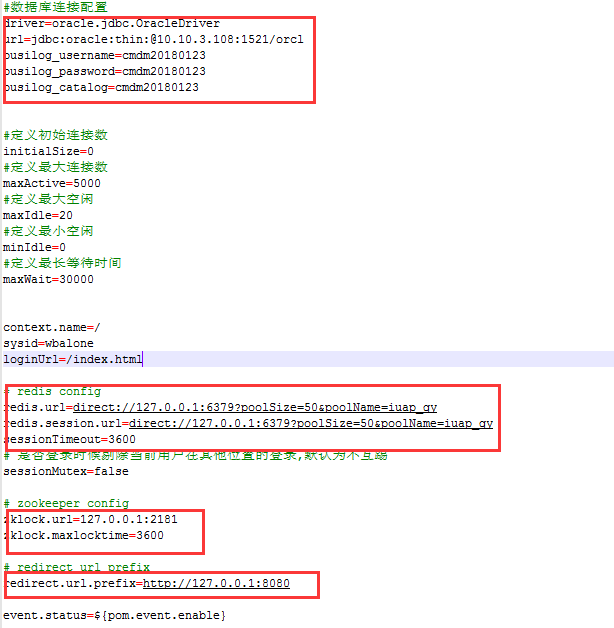 #数据库连接配置
driver=oracle.jdbc.OracleDriver
url=jdbc:oracle:thin:@10.10.3.108:1521/orcl
busilog_username=cmdm20180123
busilog_password=cmdm20180123
busilog_catalog=cmdm20180123
#定义初始连接数
initialSize=0
#定义最大连接数
maxActive=5000
#定义最大空闲
maxIdle=20
#定义最小空闲
minIdle=0
#定义最长等待时间
maxWait=30000
context.name=/
sysid=wbalone
loginUrl=/index.html
# redis config
redis.url=direct://127.0.0.1:6379?poolSize=50&poolName=iuap_qy
redis.session.url=direct://127.0.0.1:6379?poolSize=50&poolName=iuap_qy
sessionTimeout=3600
# 是否登录时候剔除当前用户在其他位置的登录,默认为不互踢
sessionMutex=false
# zookeeper config
zklock.url=127.0.0.1:2181
zklock.maxlocktime=3600
# redirect url prefix
redirect.url.prefix=http://127.0.0.1:8080
event.status=${pom.event.enable}